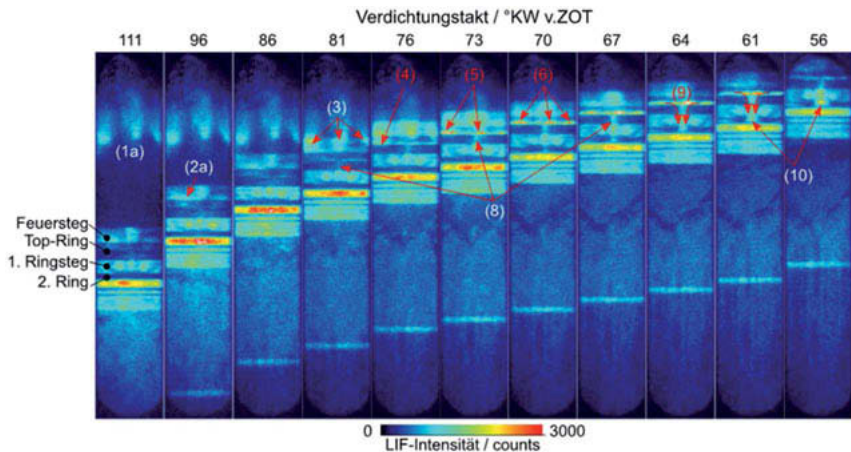 Verdichtungstakt / °KW v.ZOT
111 96 86 81 76 73 70 67 64 61 56
(4) (5) (6)
(3) (9)
(1a) (2a)
(10)
(8)
Feuersteg
Top-Ring
1. Ringsteg
2. Ring
0 3000
LIF-Intensität / counts